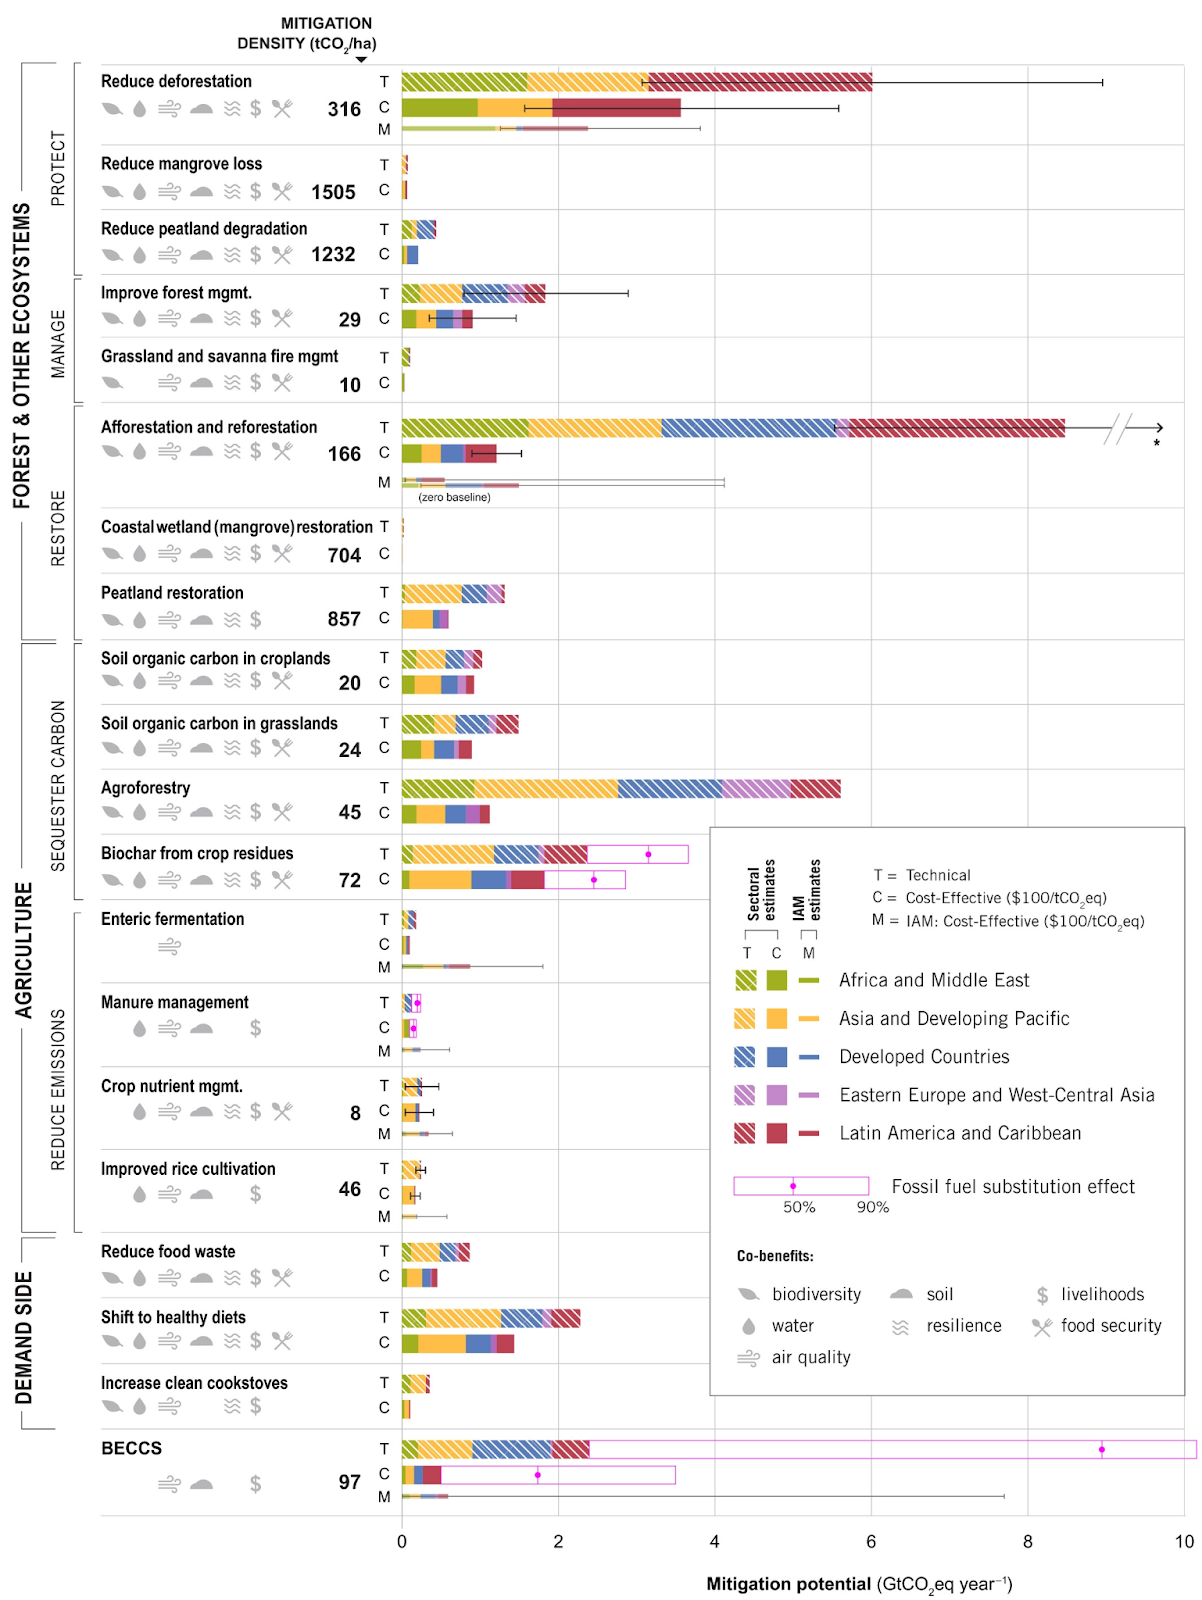 MITIGATION
DENSITY (tCO2/ha)
FOREST & OTHER ECOSYSTEMS
PROTECT
Reduce deforestation T
316 C
M
Reduce mangrove loss T
1505 C
Reduce peatland degradation T
1232 C
MANAGE
Improve forest mgmt. T
29 C
Grassland and savanna fire mgmt T
10 C
RESTORE
Afforestation and reforestation T
*
166 C
M
(zero baseline)
Coastal wetland (mangrove) restoration T
704 C
Peatland restoration T
857 C
AGRICULTURE
SEQUESTER CARBON
Soil organic carbon in croplands T
20 C
Soil organic carbon in grasslands T
24 C
Agroforestry T
45 C
Biochar from crop residues T
72 C
REDUCE EMISSIONS
Enteric fermentation T
C
M
Manure management T
$ C
M
Crop nutrient mgmt. T
8 C
M
Improved rice cultivation T
46 C
M
DEMAND SIDE
Reduce food waste T
C
Shift to healthy diets T
C
Increase clean cookstoves T
C
BECCS T
97 C
M
0 2 4 6 8 10
Mitigation potential (GtCO2eq year−1)
Sectoral estimates
IAM estimates
T C M
T = Technical
C = Cost-Effective ($100/tCO2eq)
M = IAM: Cost-Effective ($100/tCO2eq)
Africa and Middle East
Asia and Developing Pacific
Developed Countries
Eastern Europe and West-Central Asia
Latin America and Caribbean
Fossil fuel substitution effect
50% 90%
Co-benefits:
biodiversity soil $ livelihoods
water resilience food security
air quality